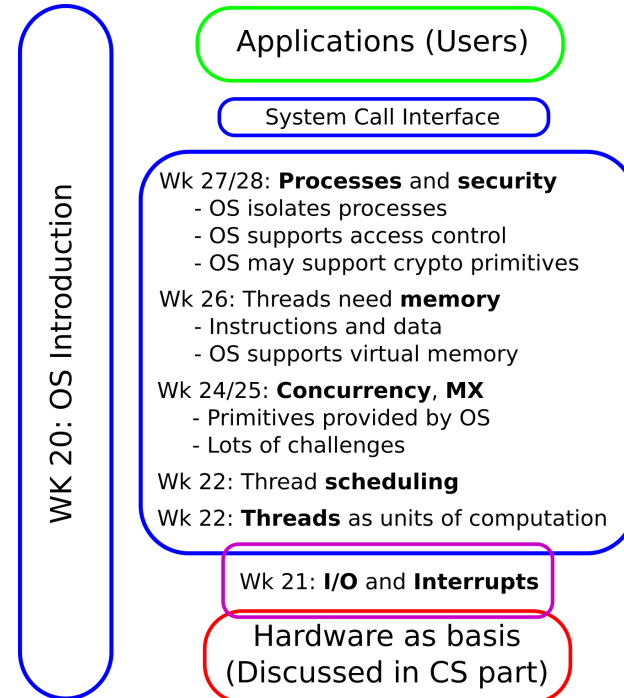 WK 20: OS Introduction
Applications (Users)
System Call Interface
Wk 27/28: Processes and security
- OS isolates processes
- OS supports access control
- OS may support crypto primitives
Wk 26: Threads need memory
- Instructions and data
- OS supports virtual memory
Wk 24/25: Concurrency, MX
- Primitives provided by OS
- Lots of challenges
Wk 22: Thread scheduling
Wk 22: Threads as units of computation
Wk 21: I/O and Interrupts
Hardware as basis
(Discussed in CS part)